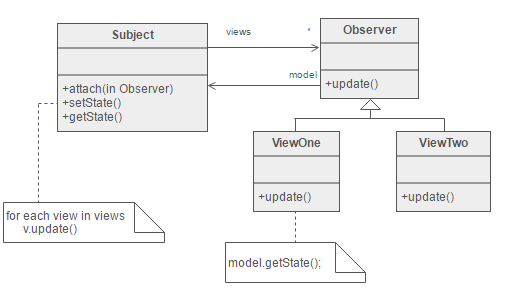 Subject
+attach(in Observer)
+setState()
+getState()
views
*
model
Observer
+update()
ViewOne
+update()
ViewTwo
+update()
for each view in views
v.update()
model.getState();